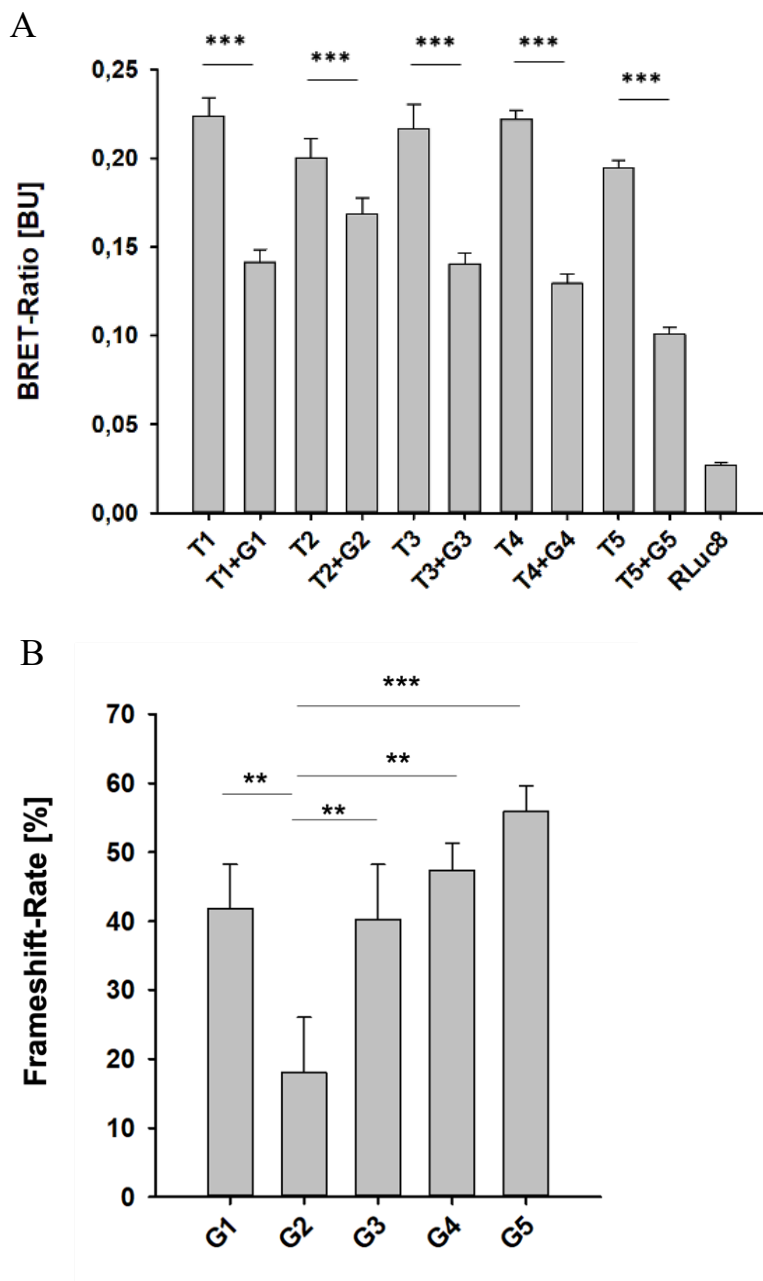 A
*** *** *** *** ***
0,25
0,20
0,15
0,10
0,05
0,00
BRET-Ratio [BU]
T1 T1+G1 T2 T2+G2 T3 T3+G3 T4 T4+G4 T5 T5+G5 RLuc8
B
***
**
** **
70
60
50
40
30
20
10
0
Frameshift-Rate [%]
G1 G2 G3 G4 G5